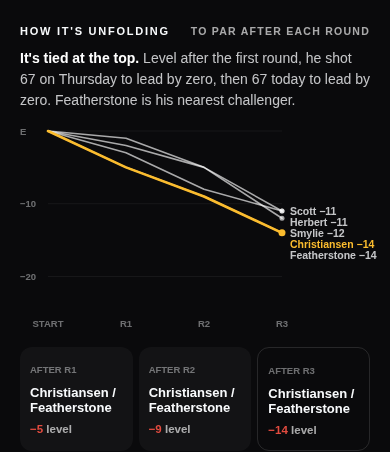 HOW IT'S UNFOLDING TO PAR AFTER EACH ROUND
It's tied at the top. Level after the first round, he shot
67 on Thursday to lead by zero, then 67 today to lead by
zero. Featherstone is his nearest challenger.
E
−10
−20
Scott −11
Herbert −11
Smylie −12
Christiansen −14
Featherstone −14
START R1 R2 R3
AFTER R1
Christiansen /
Featherstone
−5 level
AFTER R2
Christiansen /
Featherstone
−9 level
AFTER R3
Christiansen /
Featherstone
−14 level